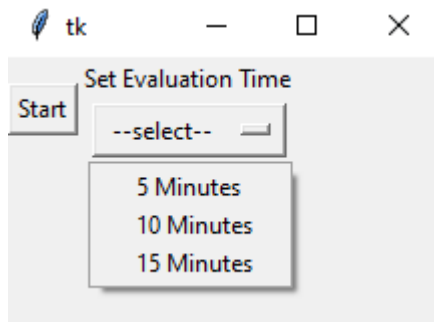 tk
Set Evaluation Time
Start
--select--
5 Minutes
10 Minutes
15 Minutes